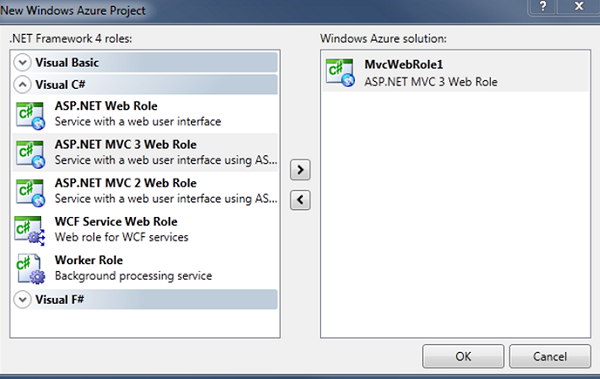 New Windows Azure Project
?
.NET Framework 4 roles:
Visual Basic
Visual C#
C# ASP.NET Web Role
Service with a web user interface
C# ASP.NET MVC 3 Web Role
Service with a web user interface using AS...
C# ASP.NET MVC 2 Web Role
Service with a web user interface using AS...
C# WCF Service Web Role
Web role for WCF services
C# Worker Role
Background processing service
Visual F#
>
<
Windows Azure solution:
C# MvcWebRole1
ASP.NET MVC 3 Web Role
OK
Cancel